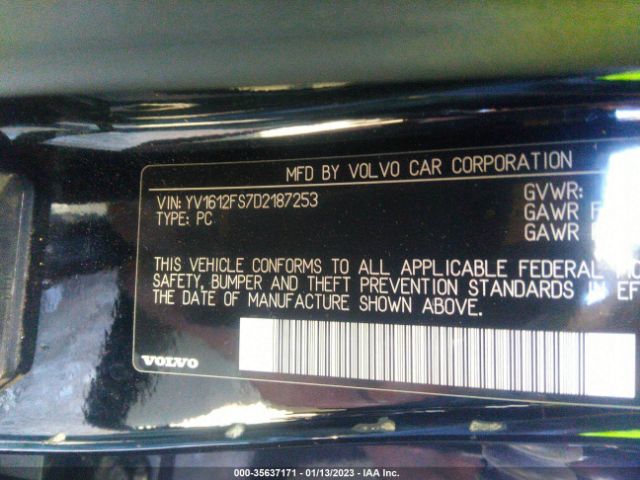 MFD BY VOLVO CAR CORPORATION
VIN: YV1612FS7D2187253
TYPE: PC
GVWR:
GAWR F
GAWR
THIS VEHICLE CONFORMS TO ALL APPLICABLE FEDERAL
SAFETY, BUMPER AND THEFT PREVENTION STANDARDS IN EF
THE DATE OF MANUFACTURE SHOWN ABOVE.
VOLVO
000-35637171 — 01/13/2023 — IAA Inc.